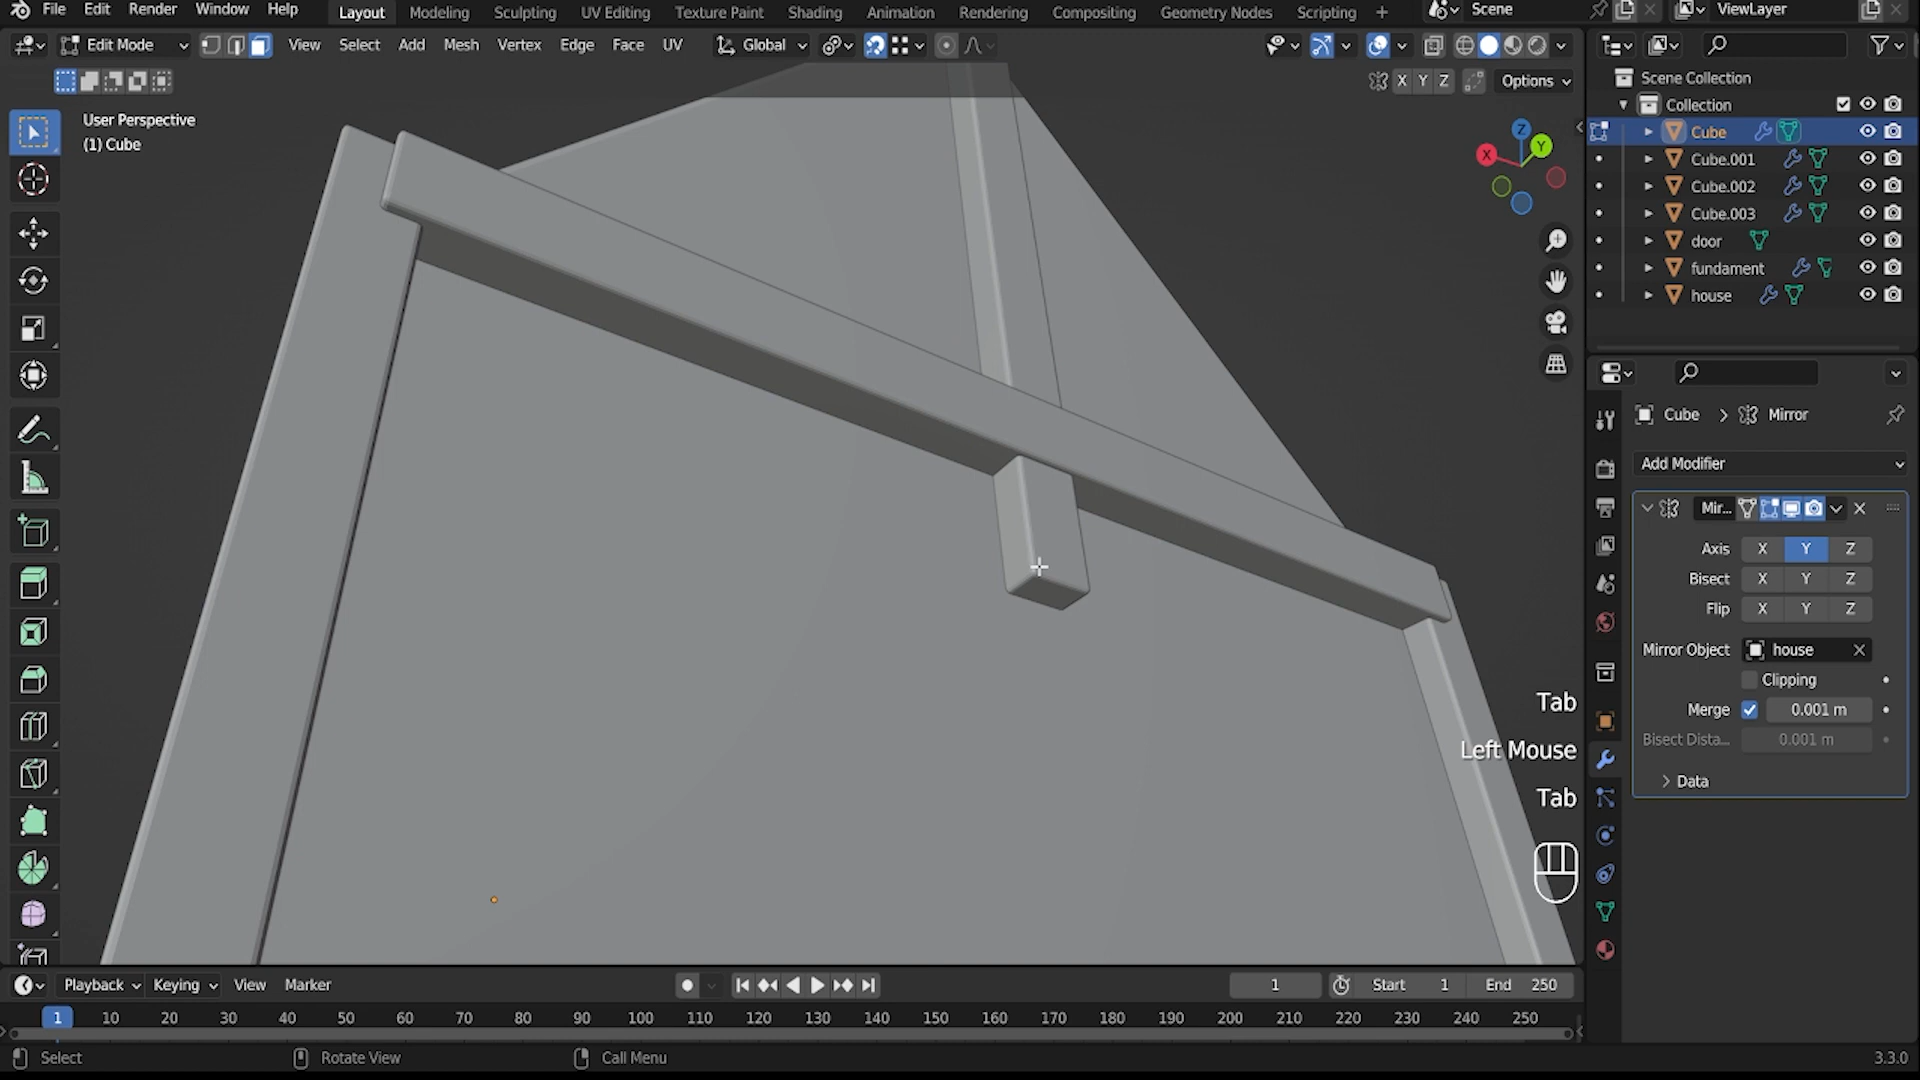 File Edit Render Window Help Layout Modeling Sculpting UV Editing Texture Paint Shading Animation Rendering Compositing Geometry Nodes Scripting + Scene ViewLayer
Edit Mode View Select Add Mesh Vertex Edge Face UV Global
X Y Z Options
User Perspective
(1) Cube
Z
Y
X
Tab
Left Mouse
Tab
Scene Collection
Collection
Cube
Cube.001
Cube.002
Cube.003
door
fundament
house
Cube > Mirror
Add Modifier
Mir...
Axis X Y Z
Bisect X Y Z
Flip X Y Z
Mirror Object house
Clipping
Merge 0.001 m
Bisect Dista... 0.001 m
Data
Playback Keying View Marker 1 Start 1 End 250
1 10 20 30 40 50 60 70 80 90 100 110 120 130 140 150 160 170 180 190 200 210 220 230 240 250
Select Rotate View Call Menu 3.3.0